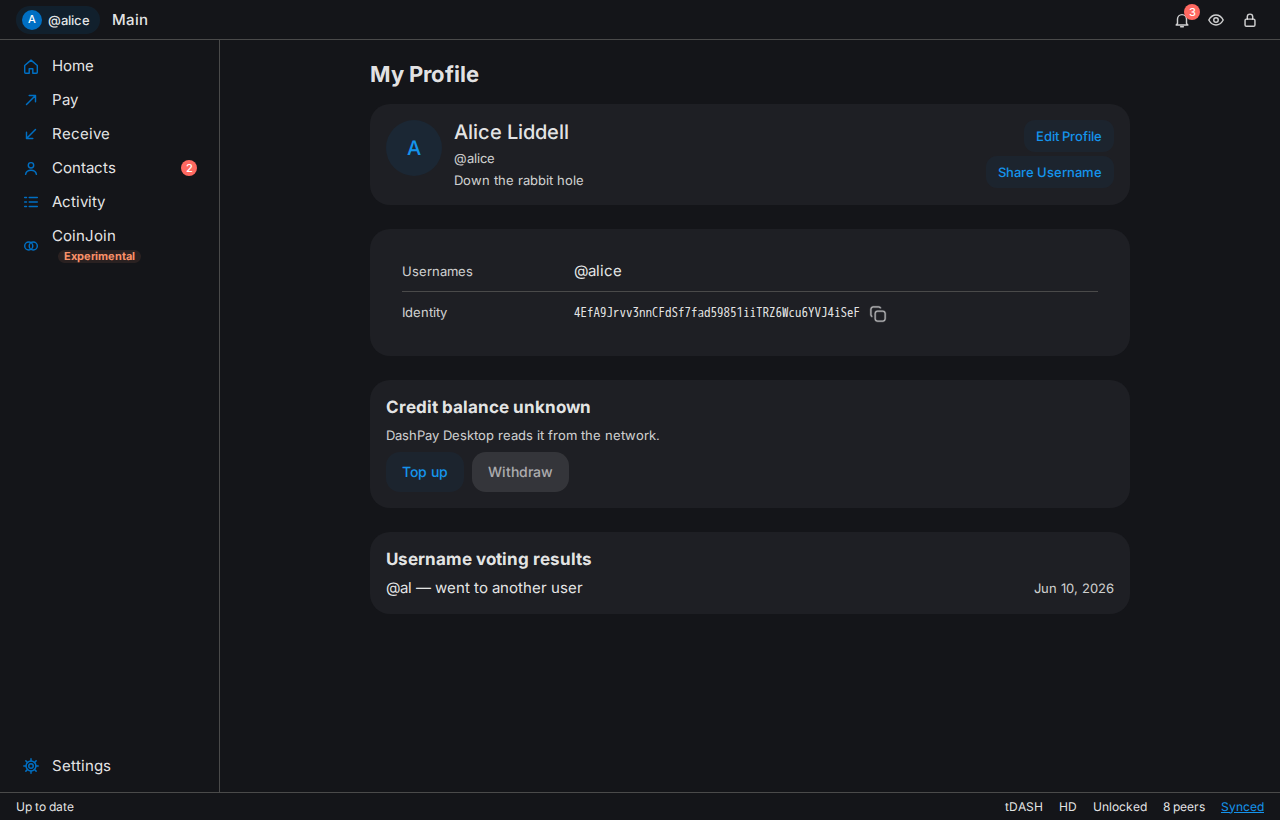 A @alice Main 3
Home
Pay
Receive
Contacts 2
Activity
CoinJoin
Experimental
Settings
My Profile
A
Alice Liddell
@alice
Down the rabbit hole
Edit Profile
Share Username
Usernames @alice
Identity 4EfA9Jrvv3nnCFdSf7fad59851iiTRZ6Wcu6YVJ4iSeF
Credit balance unknown
DashPay Desktop reads it from the network.
Top up Withdraw
Username voting results
@al — went to another user Jun 10, 2026
Up to date tDASH HD Unlocked 8 peers Synced